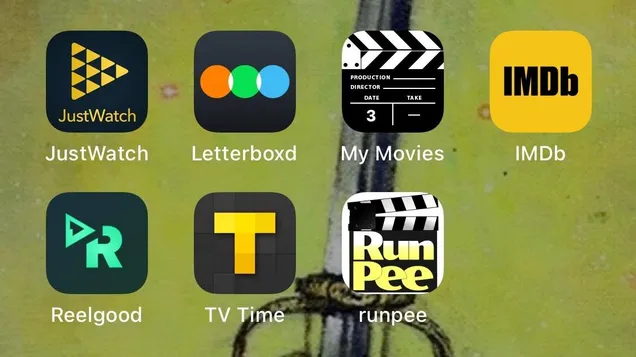 JustWatch
PRODUCTION
DIRECTOR
DATE TAKE
3 —
IMDb
JustWatch Letterboxd My Movies IMDb
R
T
Run
Pee
Reelgood TV Time runpee